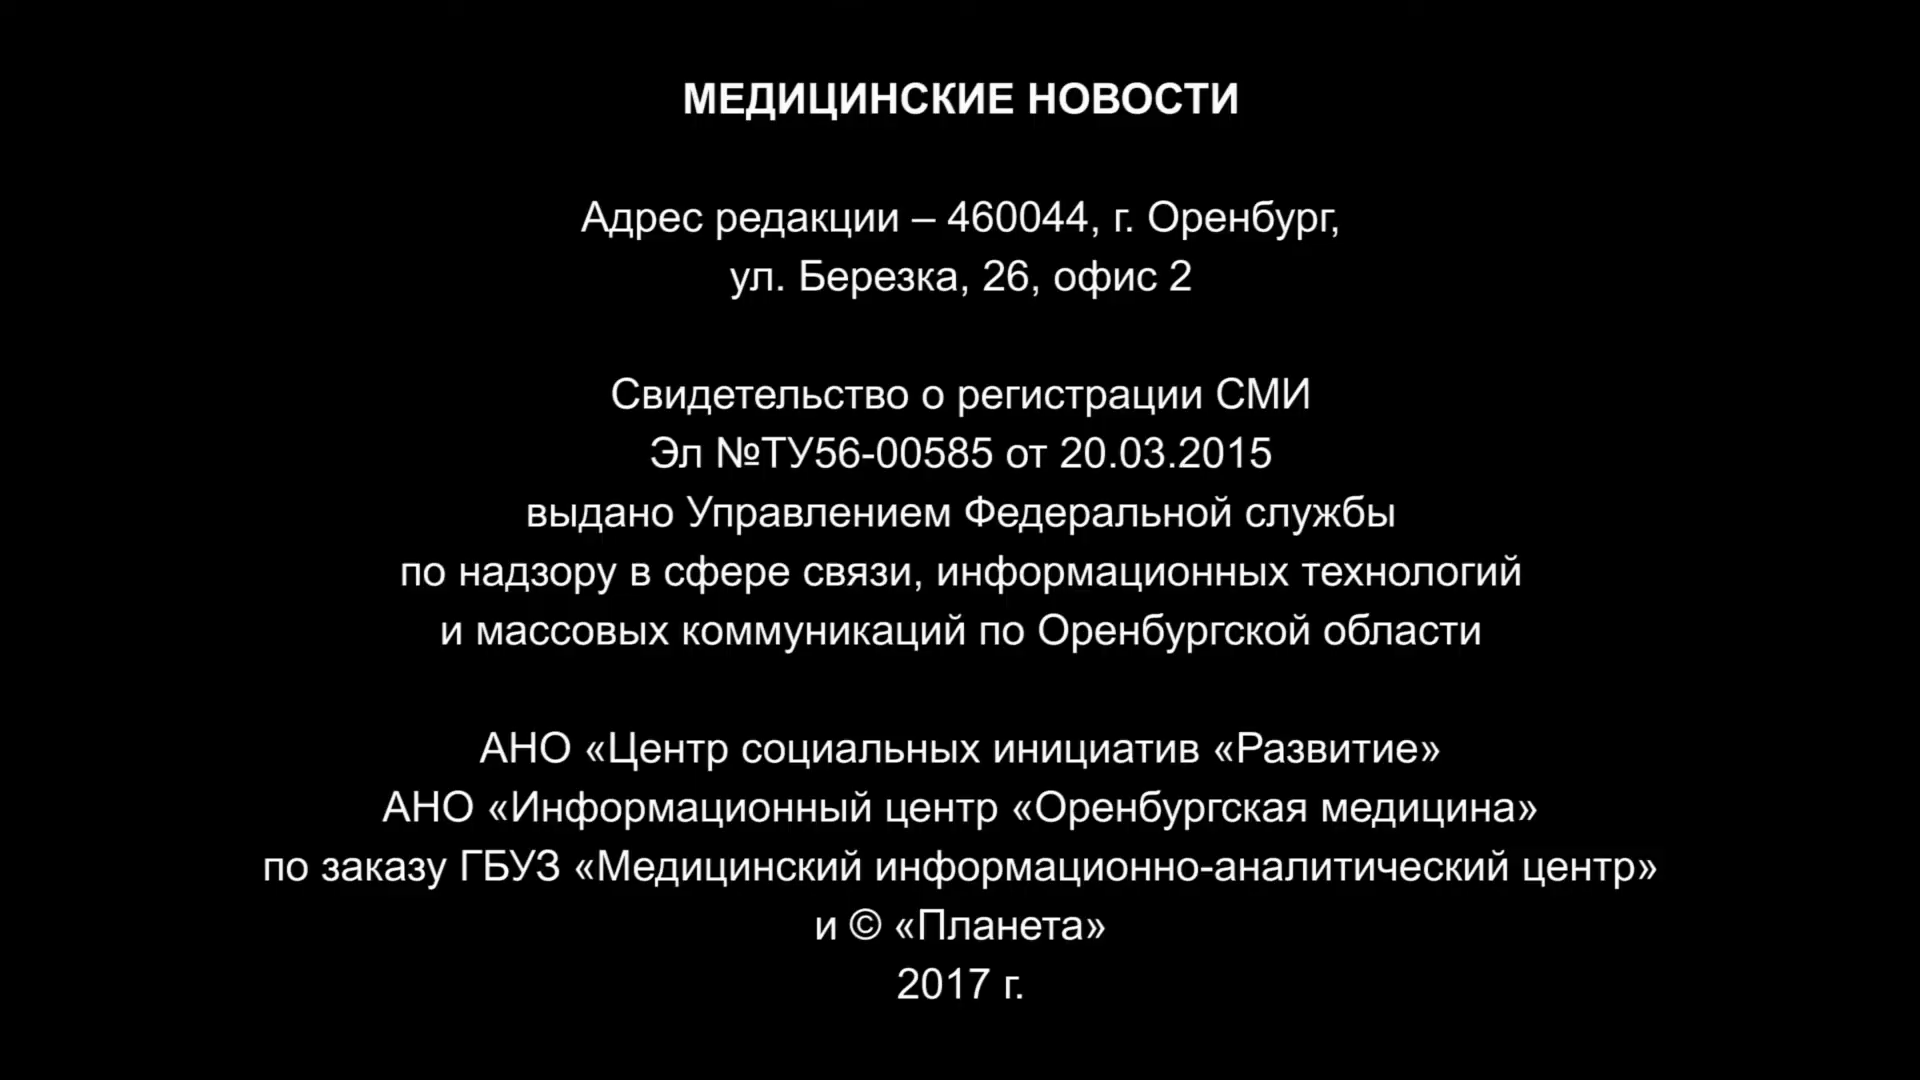 МЕДИЦИНСКИЕ НОВОСТИ
Адрес редакции – 460044, г. Оренбург,
ул. Березка, 26, офис 2
Свидетельство о регистрации СМИ
Эл №ТУ56-00585 от 20.03.2015
выдано Управлением Федеральной службы
по надзору в сфере связи, информационных технологий
и массовых коммуникаций по Оренбургской области
АНО «Центр социальных инициатив «Развитие»
АНО «Информационный центр «Оренбургская медицина»
по заказу ГБУЗ «Медицинский информационно-аналитический центр»
и © «Планета»
2017 г.